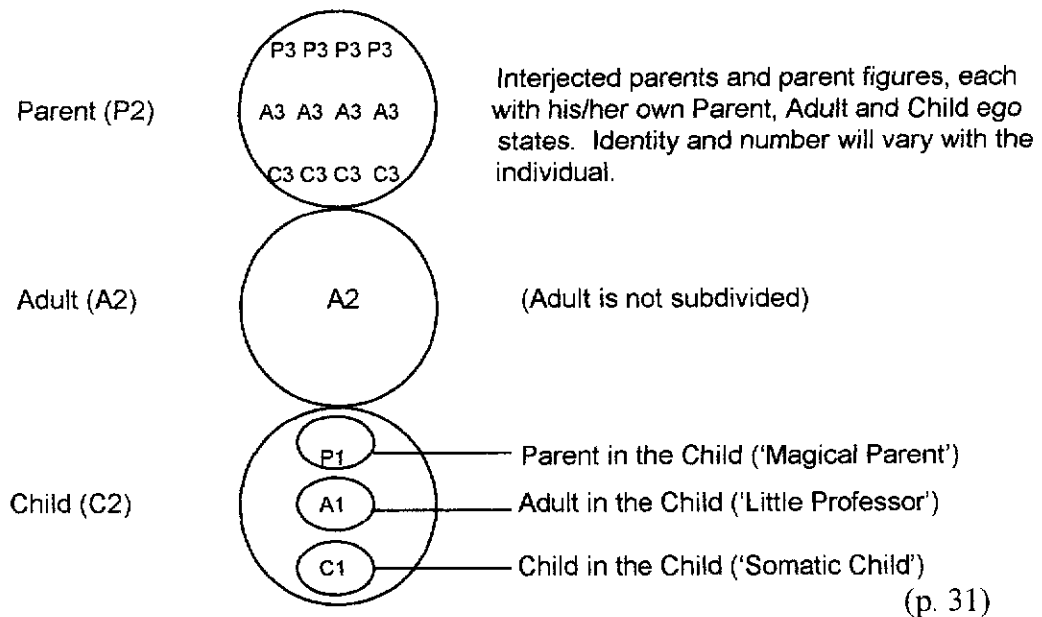 P3 P3 P3 P3
Parent (P2)
A3 A3 A3 A3
C3 C3 C3 C3
Interjected parents and parent figures, each
with his/her own Parent, Adult and Child ego
states. Identity and number will vary with the
individual.
Adult (A2)
A2
(Adult is not subdivided)
Child (C2)
P1
Parent in the Child ('Magical Parent')
A1
Adult in the Child ('Little Professor')
C1
Child in the Child ('Somatic Child')
(p. 31)